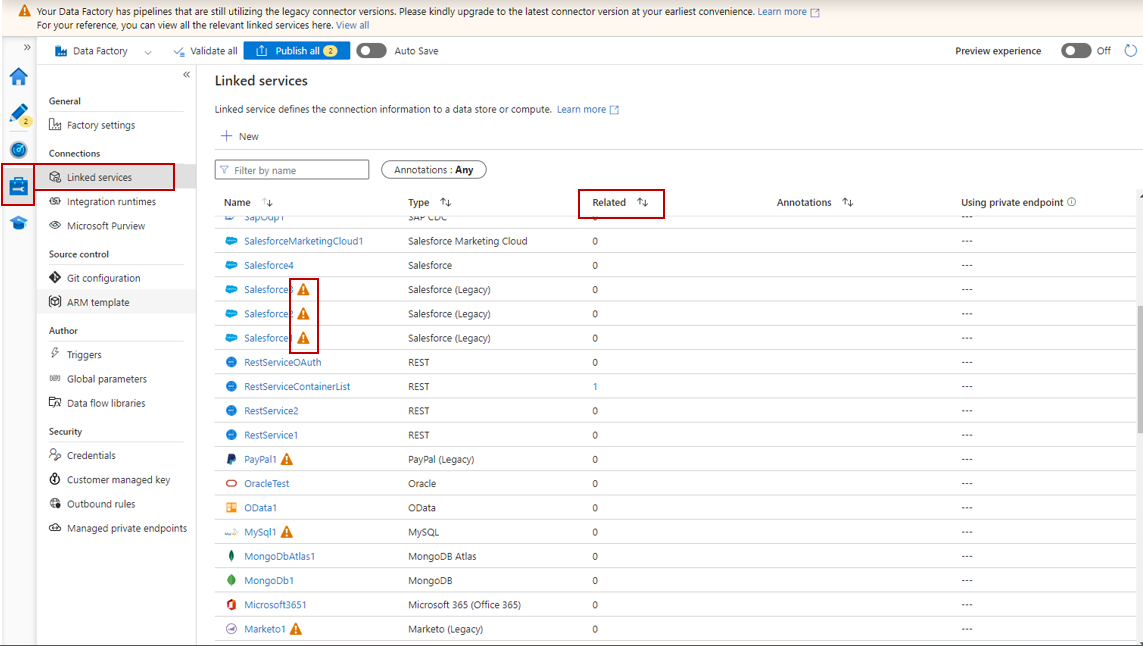 Your Data Factory has pipelines that are still utilizing the legacy connector versions. Please kindly upgrade to the latest connector version at your earliest convenience. Learn more
For your reference, you can view all the relevant linked services here. View all
Data Factory Validate all Publish all 2 Auto Save Preview experience Off
2
General
Factory settings
Connections
Linked services
Integration runtimes
Microsoft Purview
Source control
Git configuration
ARM template
Author
Triggers
Global parameters
Data flow libraries
Security
Credentials
Customer managed key
Outbound rules
Managed private endpoints
Linked services
Linked service defines the connection information to a data store or compute. Learn more
New
Filter by name Annotations : Any
Name Type Related Annotations Using private endpoint
SapOdp1 SAP CDC 0 ---
SalesforceMarketingCloud1 Salesforce Marketing Cloud 0 ---
Salesforce4 Salesforce 0 ---
Salesforce3 Salesforce (Legacy) 0 ---
Salesforce2 Salesforce (Legacy) 0 ---
Salesforce1 Salesforce (Legacy) 0 ---
RestServiceOAuth REST 0 ---
RestServiceContainerList REST 1 ---
RestService2 REST 0 ---
RestService1 REST 0 ---
PayPal1 PayPal (Legacy) 0 ---
OracleTest Oracle 0 ---
OData1 OData 0 ---
MySql1 MySQL 0 ---
MongoDbAtlas1 MongoDB Atlas 0 ---
MongoDb1 MongoDB 0 ---
Microsoft3651 Microsoft 365 (Office 365) 0 ---
Marketo1 Marketo (Legacy) 0 ---